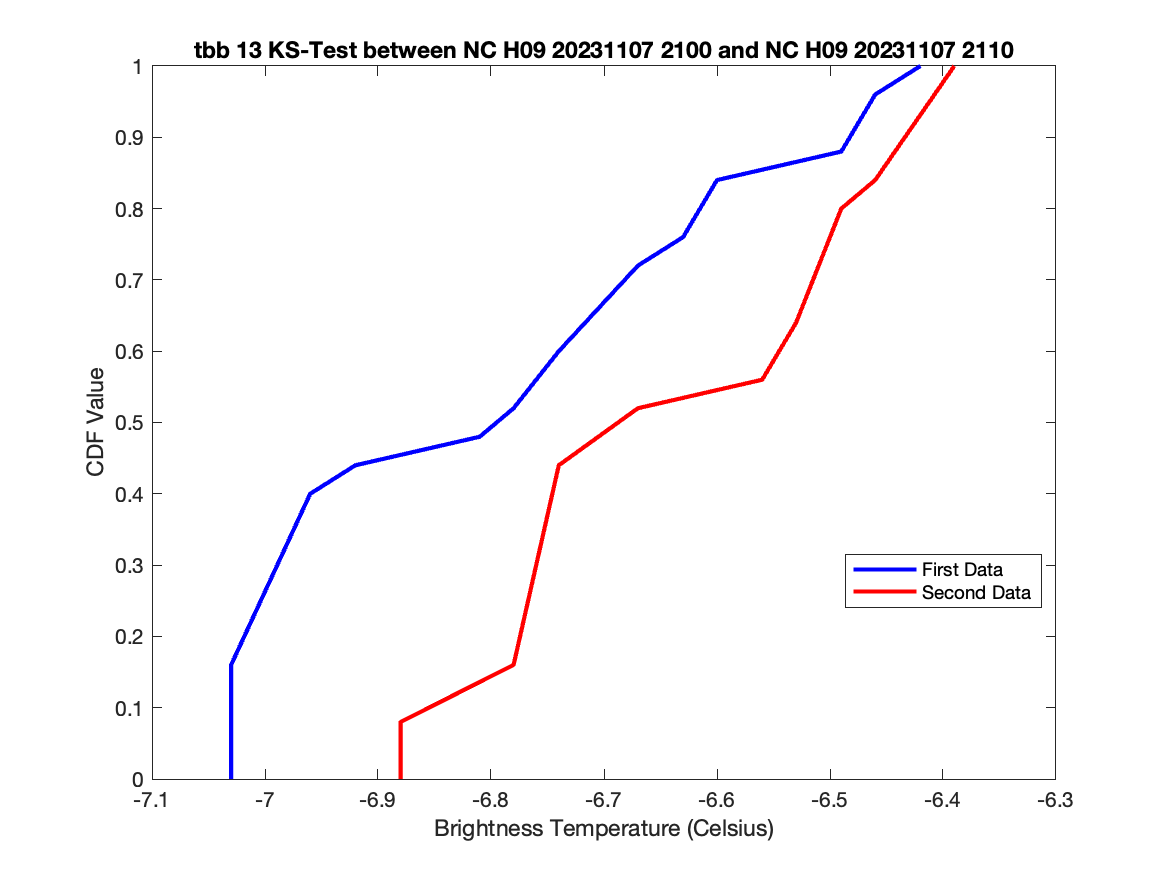 tbb 13 KS-Test between NC H09 20231107 2100 and NC H09 20231107 2110
1
0.9
0.8
0.7
0.6
0.5
0.4
0.3
0.2
0.1
0
CDF Value
First Data
Second Data
-7.1 -7 -6.9 -6.8 -6.7 -6.6 -6.5 -6.4 -6.3
Brightness Temperature (Celsius)